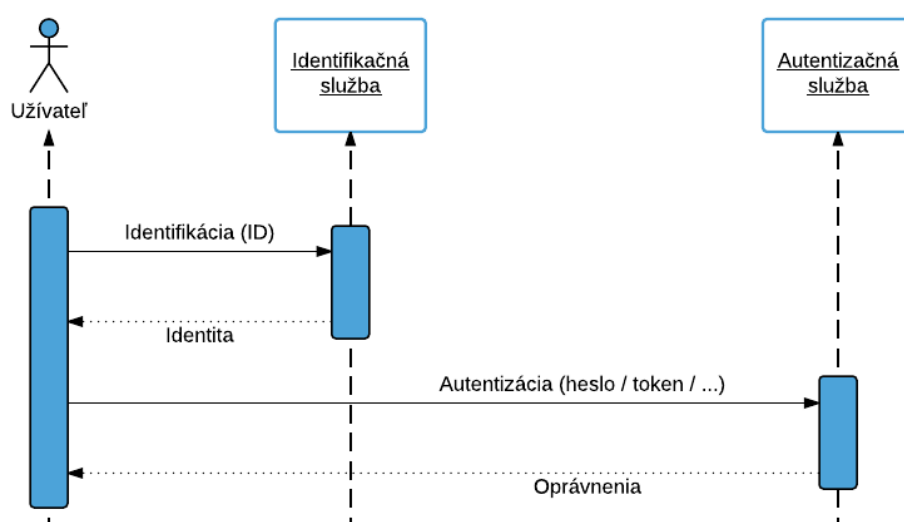 Užívateľ
Identifikačná
služba
Autentizačná
služba
Identifikácia (ID)
Identita
Autentizácia (heslo / token / ...)
Oprávnenia